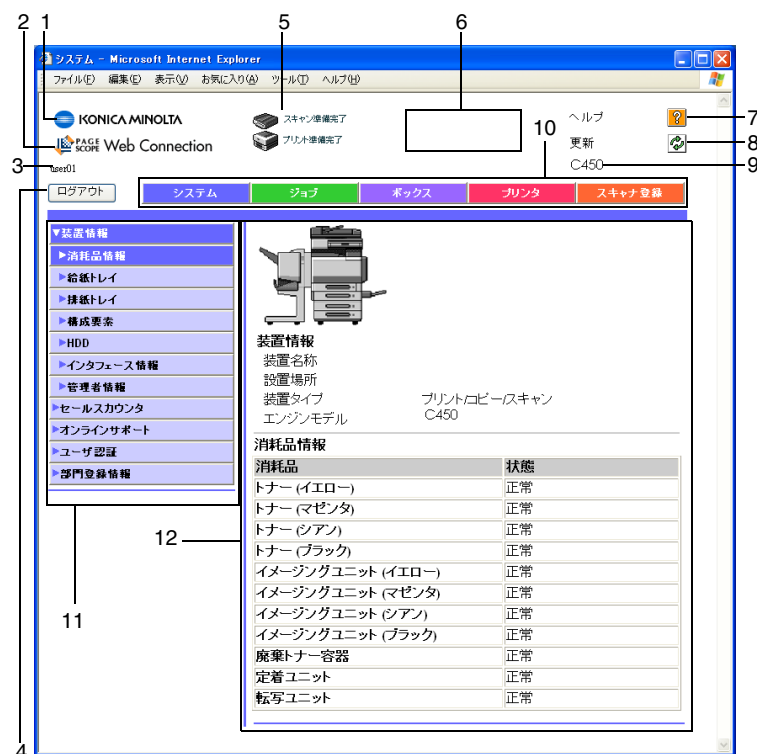 2 1 5 6
システム - Microsoft Internet Explorer
ファイル(F) 編集(E) 表示(V) お気に入り(A) ツール(T) ヘルプ(H)
KONICA MINOLTA
スキャン準備完了
ヘルプ ? 7
PAGE SCOPE Web Connection
プリント準備完了
10 更新 8
3 user01
C450 9
ログアウト システム ジョブ ボックス プリンタ スキャナ登録
▼装置情報
▶消耗品情報
▶給紙トレイ
▶排紙トレイ
▶構成要素
▶HDD
▶インタフェース情報
▶管理者情報
▶セールスカウンタ
▶オンラインサポート
▶ユーザ認証
▶部門登録情報
装置情報
装置名称
設置場所
装置タイプ プリント/コピー/スキャン
エンジンモデル C450
消耗品情報
消耗品 状態
トナー (イエロー) 正常
トナー (マゼンタ) 正常
トナー (シアン) 正常
トナー (ブラック) 正常
イメージングユニット (イエロー) 正常
イメージングユニット (マゼンタ) 正常
イメージングユニット (シアン) 正常
イメージングユニット (ブラック) 正常
廃棄トナー容器 正常
定着ユニット 正常
転写ユニット 正常
12
11
4